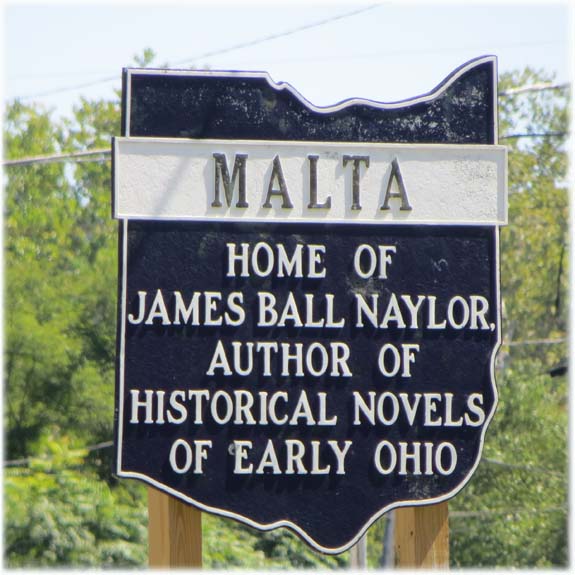 MALTA
HOME OF
JAMES BALL NAYLOR,
AUTHOR OF
HISTORICAL NOVELS
OF EARLY OHIO